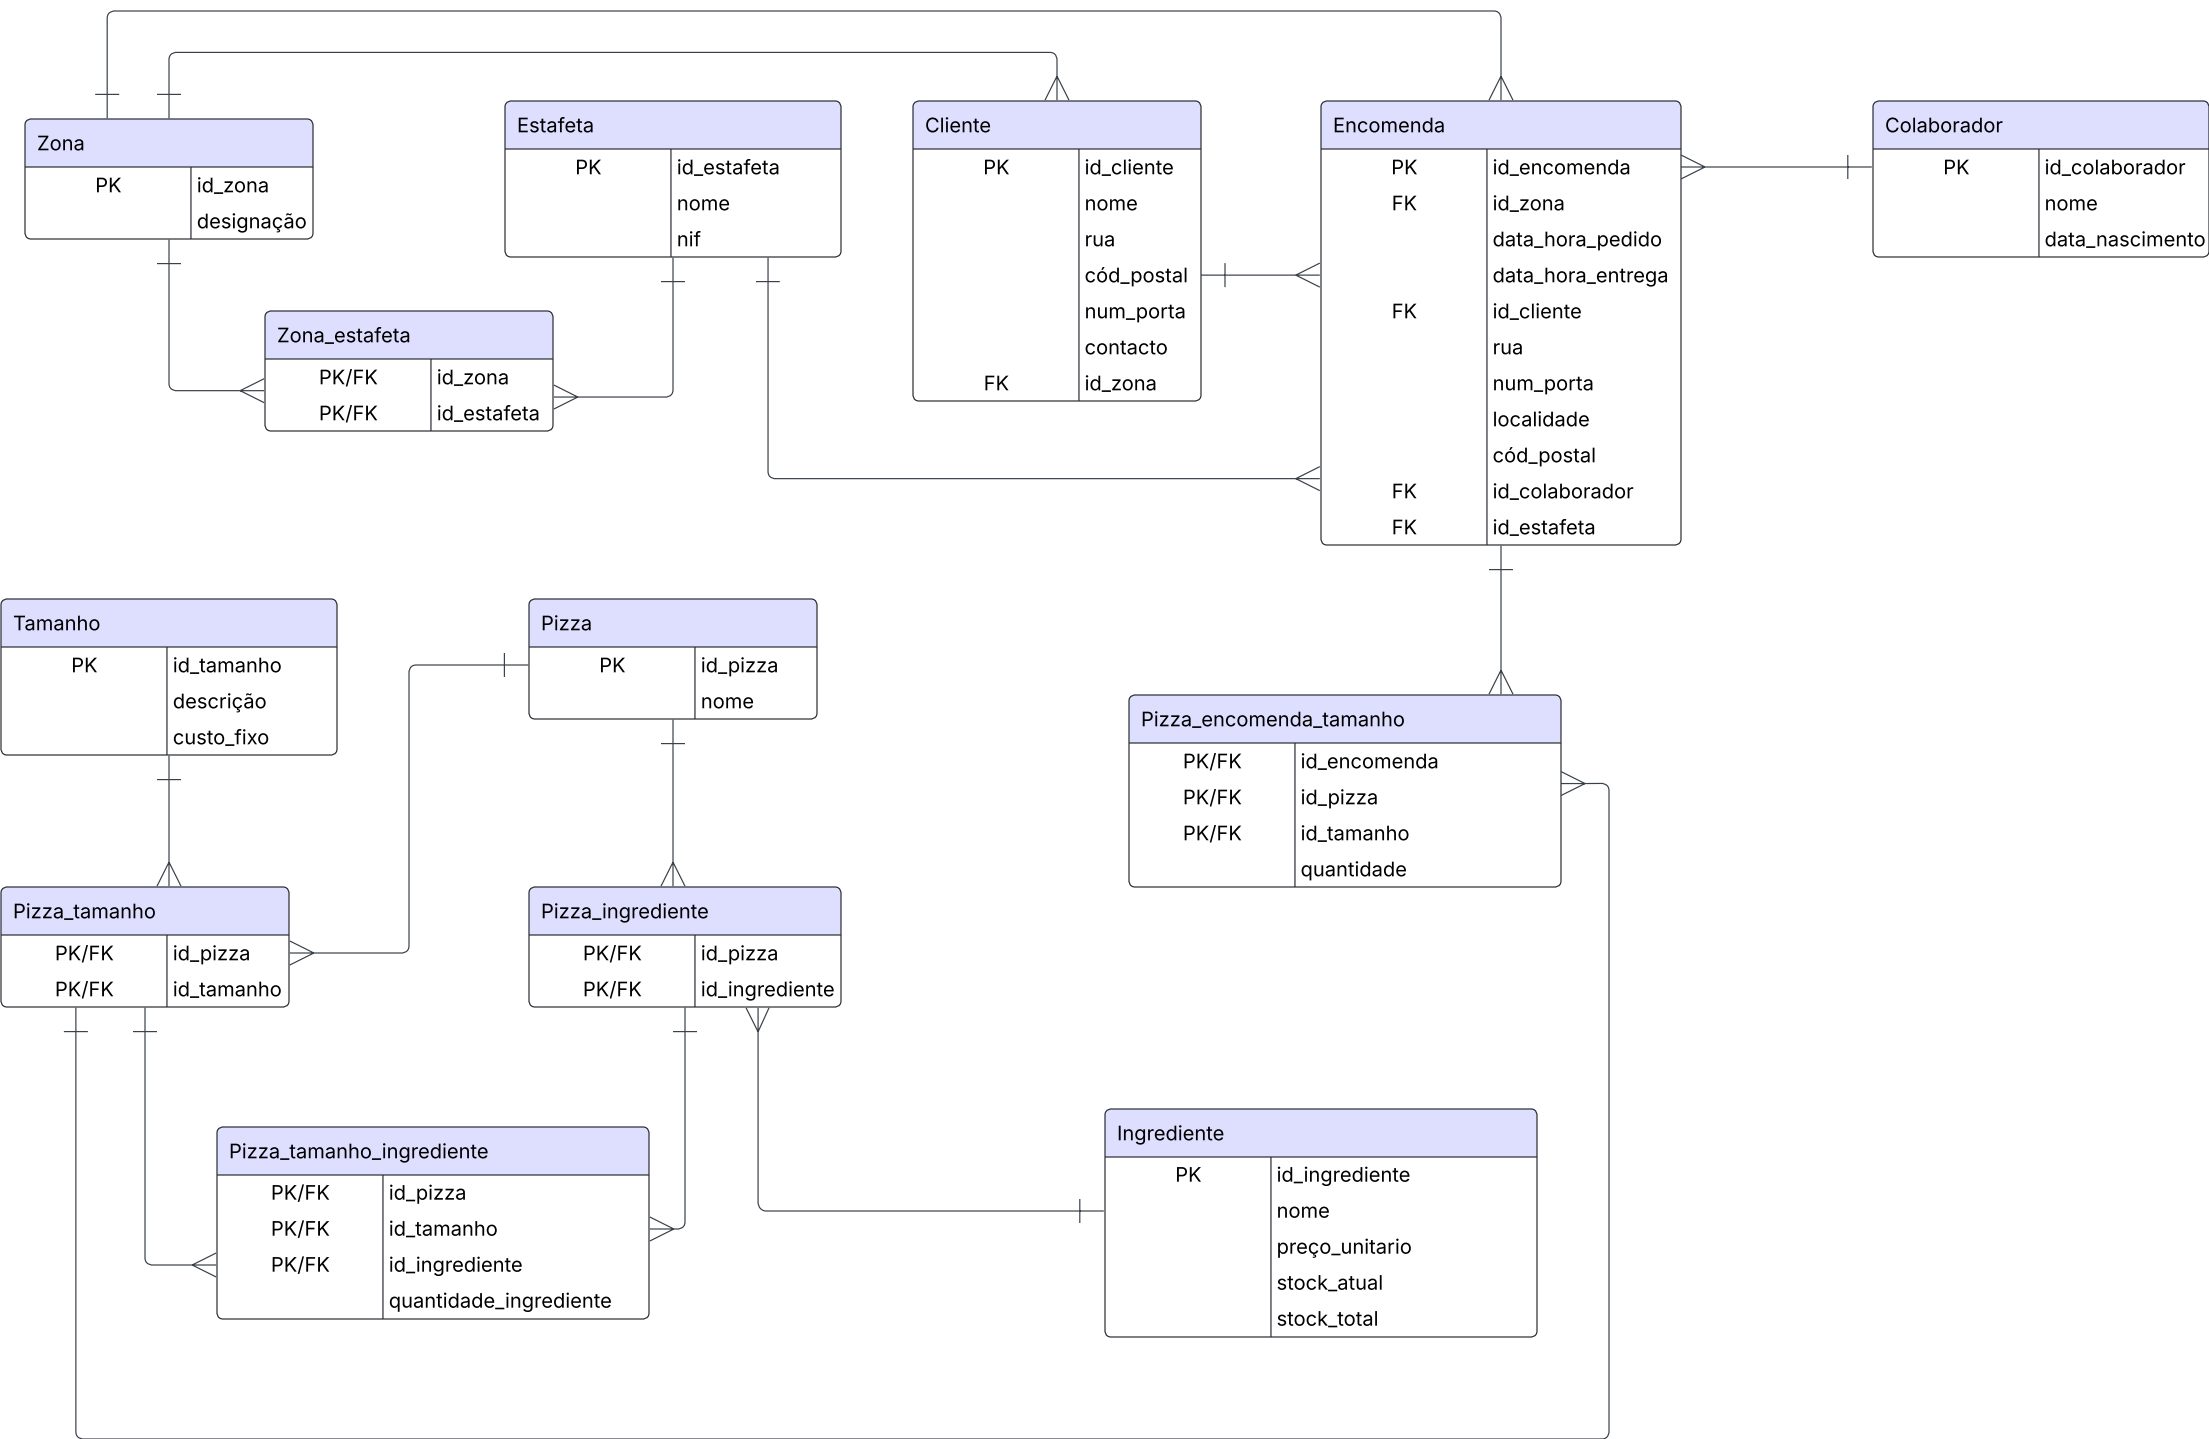 Zona
PK id_zona
designação
Estafeta
PK id_estafeta
nome
nif
Cliente
PK id_cliente
nome
rua
cód_postal
num_porta
contacto
FK id_zona
Encomenda
PK id_encomenda
FK id_zona
data_hora_pedido
data_hora_entrega
FK id_cliente
rua
num_porta
localidade
cód_postal
FK id_colaborador
FK id_estafeta
Colaborador
PK id_colaborador
nome
data_nascimento
Zona_estafeta
PK/FK id_zona
PK/FK id_estafeta
Tamanho
PK id_tamanho
descrição
custo_fixo
Pizza
PK id_pizza
nome
Pizza_encomenda_tamanho
PK/FK id_encomenda
PK/FK id_pizza
PK/FK id_tamanho
quantidade
Pizza_tamanho
PK/FK id_pizza
PK/FK id_tamanho
Pizza_ingrediente
PK/FK id_pizza
PK/FK id_ingrediente
Pizza_tamanho_ingrediente
PK/FK id_pizza
PK/FK id_tamanho
PK/FK id_ingrediente
quantidade_ingrediente
Ingrediente
PK id_ingrediente
nome
preço_unitario
stock_atual
stock_total